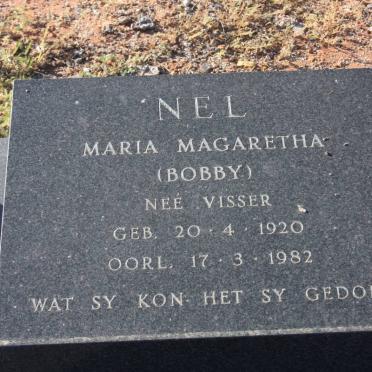 NEL
MARIA MAGARETHA
(BOBBY)
NEÉ VISSER
GEB. 20·4·1920
OORL. 17·3·1982
WAT SY KON HET SY